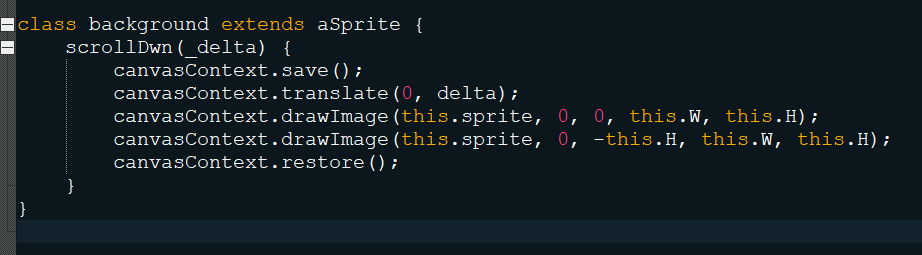 class background extends aSprite {
    scrollDwn(_delta) {
        canvasContext.save();
        canvasContext.translate(0, delta);
        canvasContext.drawImage(this.sprite, 0, 0, this.W, this.H);
        canvasContext.drawImage(this.sprite, 0, -this.H, this.W, this.H);
        canvasContext.restore();
    }
}